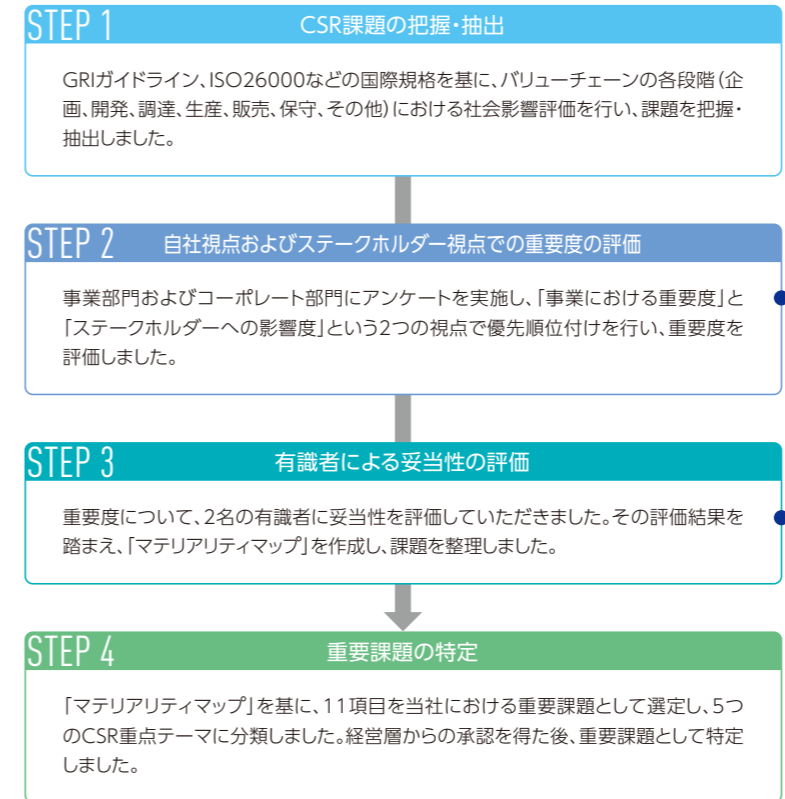 STEP 1 CSR課題の把握・抽出
GRIガイドライン、ISO26000などの国際規格を基に、バリューチェーンの各段階(企
画、開発、調達、生産、販売、保守、その他)における社会影響評価を行い、課題を把握・
抽出しました。
STEP 2 自社視点およびステークホルダー視点での重要度の評価
事業部門およびコーポレート部門にアンケートを実施し、「事業における重要度」と
「ステークホルダーへの影響度」という2つの視点で優先順位付けを行い、重要度を
評価しました。
STEP 3 有識者による妥当性の評価
重要度について、2名の有識者に妥当性を評価していただきました。その評価結果を
踏まえ、「マテリアリティマップ」を作成し、課題を整理しました。
STEP 4 重要課題の特定
「マテリアリティマップ」を基に、11項目を当社における重要課題として選定し、5つ
のCSR重点テーマに分類しました。経営層からの承認を得た後、重要課題として特定
しました。